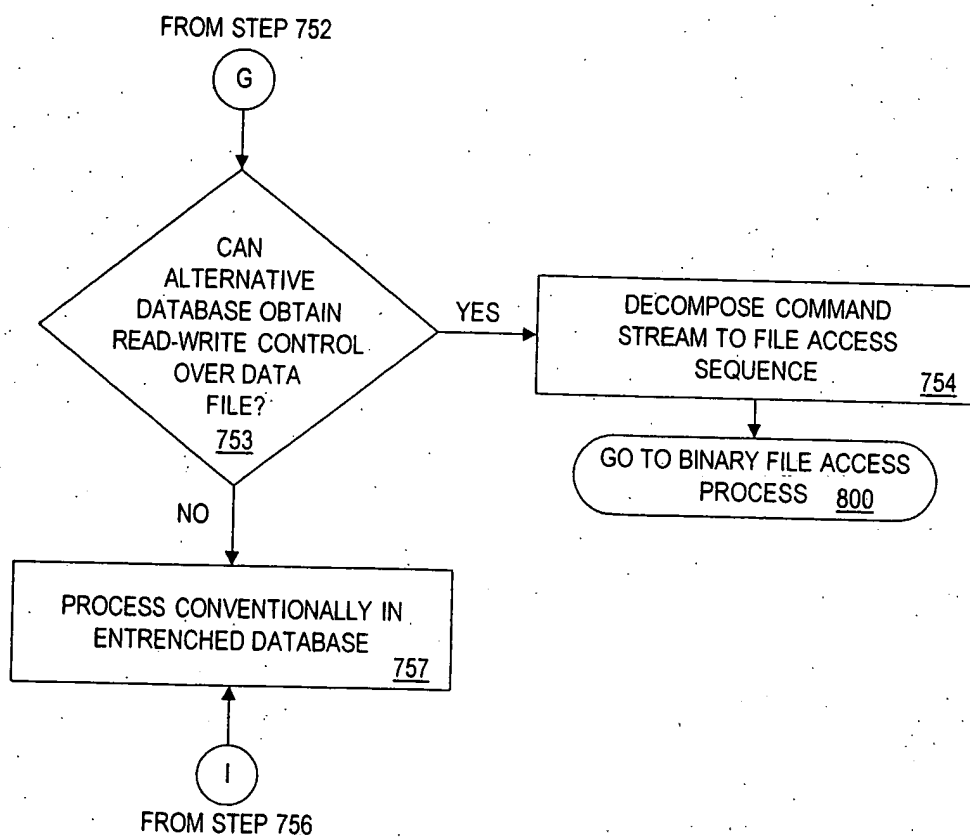 FROM STEP 752
G
CAN
ALTERNATIVE
DATABASE OBTAIN
READ-WRITE CONTROL
OVER DATA
FILE?
753
YES
DECOMPOSE COMMAND
STREAM TO FILE ACCESS
SEQUENCE
754
GO TO BINARY FILE ACCESS
PROCESS 800
NO
PROCESS CONVENTIONALLY IN
ENTRENCHED DATABASE
757
I
FROM STEP 756